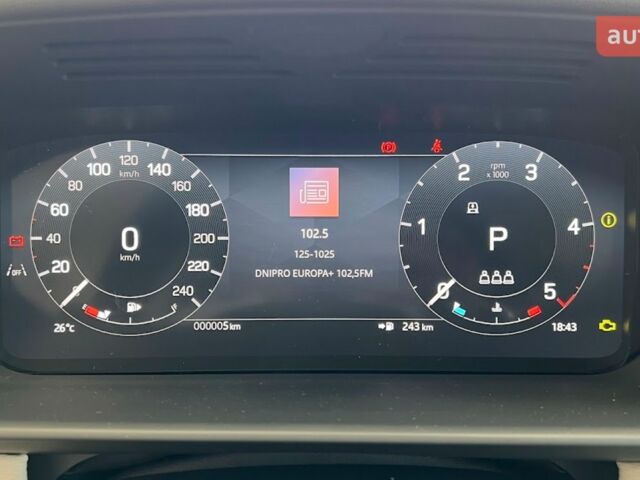 au
100 120 140
80 km/h 160
60 180
40 0 200
km/h
20 220
240
OFF
26°c
000005 km
102.5
125-1025
DNIPRO EUROPA+ 102,5FM
243 km
2 rpm 3
x 1000
1 4
P
0 5
18:43